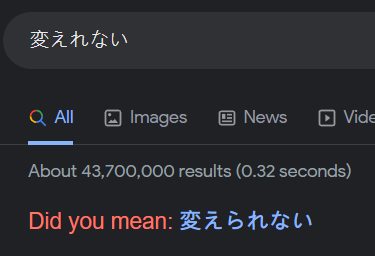 変えれない
All Images News Vide
About 43,700,000 results (0.32 seconds)
Did you mean: 変えられない